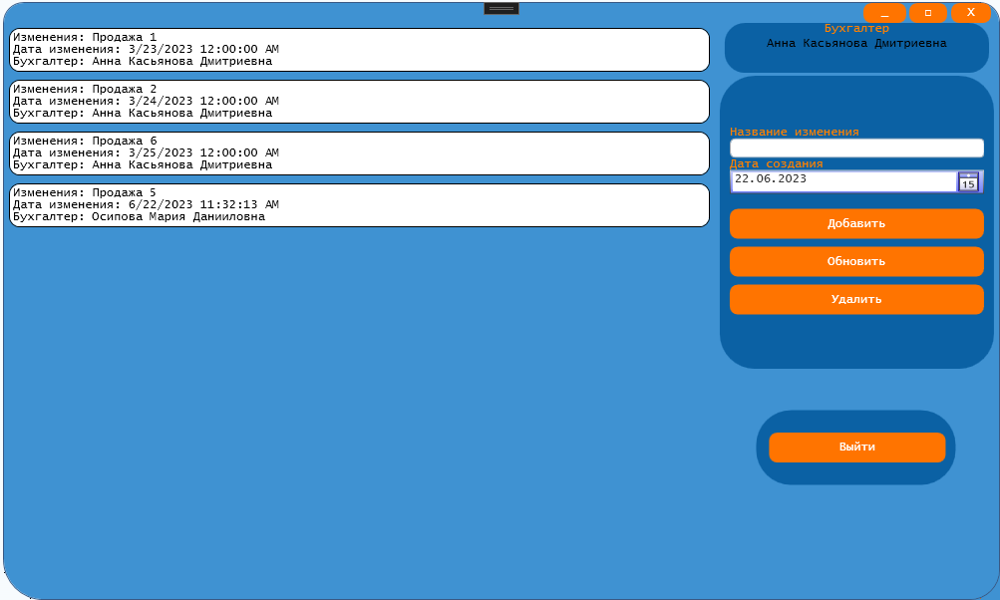 Изменения: Продажа 1
Дата изменения: 3/23/2023 12:00:00 AM
Бухгалтер: Анна Касьянова Дмитриевна
Изменения: Продажа 2
Дата изменения: 3/24/2023 12:00:00 AM
Бухгалтер: Анна Касьянова Дмитриевна
Изменения: Продажа 6
Дата изменения: 3/25/2023 12:00:00 AM
Бухгалтер: Анна Касьянова Дмитриевна
Изменения: Продажа 5
Дата изменения: 6/22/2023 11:32:13 AM
Бухгалтер: Осипова Мария Данииловна
X
Бухгалтер
Анна Касьянова Дмитриевна
Название изменения
Дата создания
22.06.2023
15
Добавить
Обновить
Удалить
Выйти